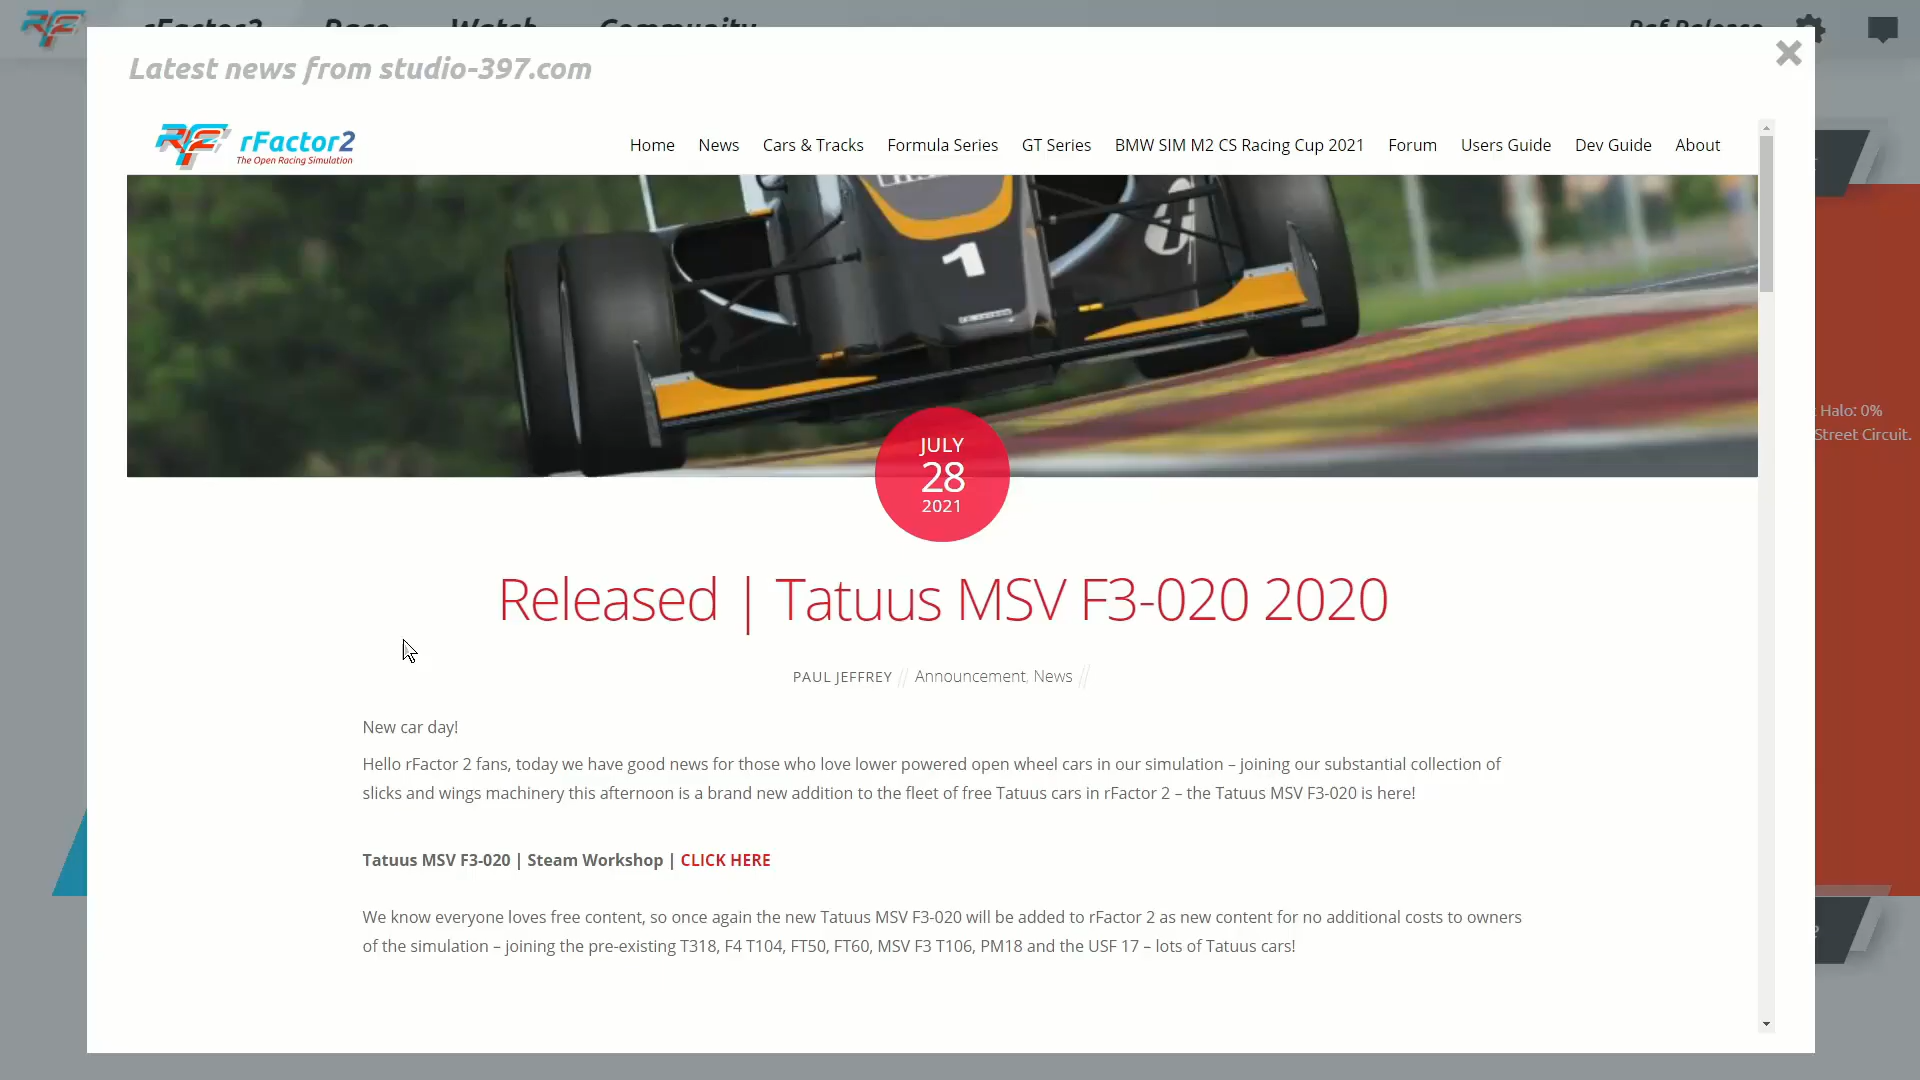 rFactor2 Race Watch Community Raf Release
Latest news from studio-397.com
rFactor2
The Open Racing Simulation
Home News Cars & Tracks Formula Series GT Series BMW SIM M2 CS Racing Cup 2021 Forum Users Guide Dev Guide About
1
JULY
28
2021
Halo: 0%
Street Circuit.
Released | Tatuus MSV F3-020 2020
PAUL JEFFREY // Announcement, News //
New car day!
Hello rFactor 2 fans, today we have good news for those who love lower powered open wheel cars in our simulation – joining our substantial collection of
slicks and wings machinery this afternoon is a brand new addition to the fleet of free Tatuus cars in rFactor 2 – the Tatuus MSV F3-020 is here!
Tatuus MSV F3-020 | Steam Workshop | CLICK HERE
We know everyone loves free content, so once again the new Tatuus MSV F3-020 will be added to rFactor 2 as new content for no additional costs to owners
of the simulation – joining the pre-existing T318, F4 T104, FT50, FT60, MSV F3 T106, PM18 and the USF 17 – lots of Tatuus cars!